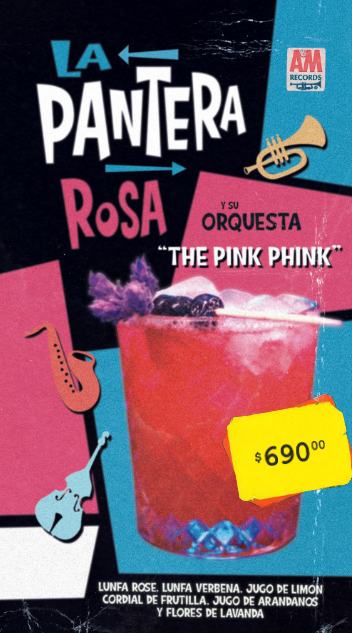 LA
PANTERA
ROSA
A&M
RECORDS
Y SU
ORQUESTA
"THE PINK PHINK"
$690⁰⁰
LUNFA ROSE. LUNFA VERBENA. JUGO DE LIMON
CORDIAL DE FRUTILLA. JUGO DE ARANDANOS
Y FLORES DE LAVANDA